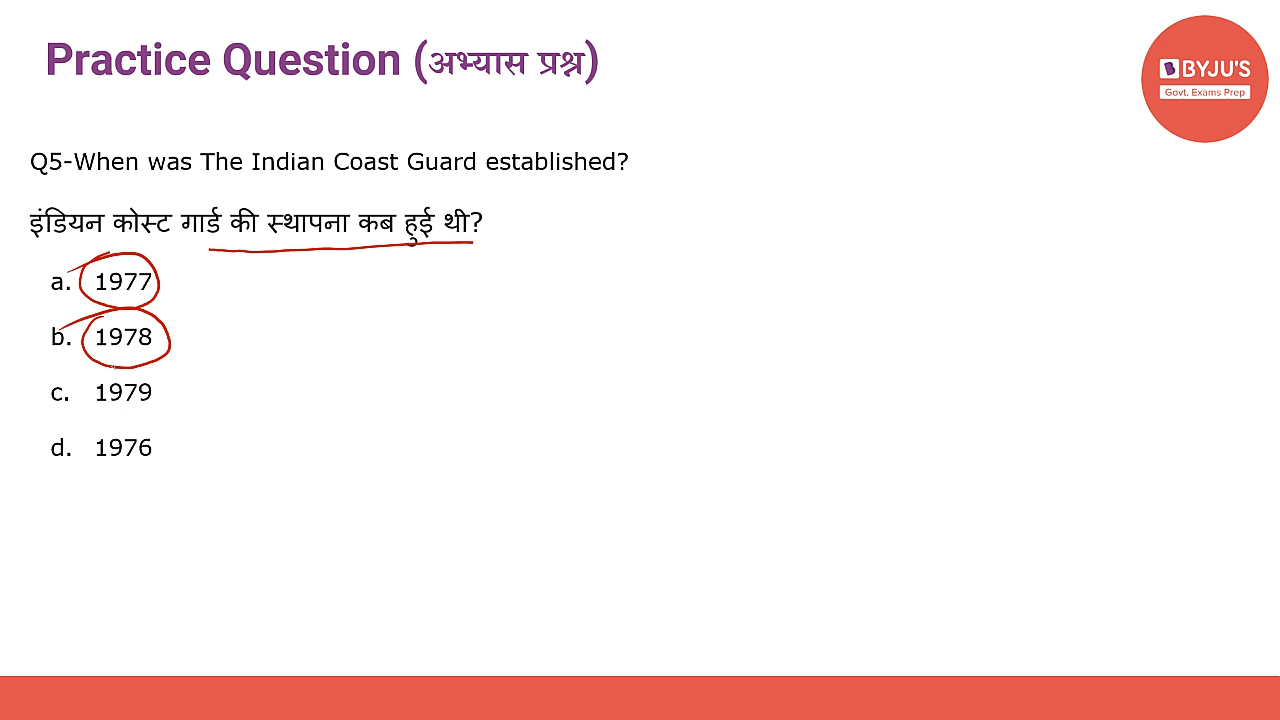 Practice Question (अभ्यास प्रश्न)
BYJU'S
Govt. Exams Prep
Q5-When was The Indian Coast Guard established?
इंडियन कोस्ट गार्ड की स्थापना कब हुई थी?
a. 1977
b. 1978
c. 1979
d. 1976